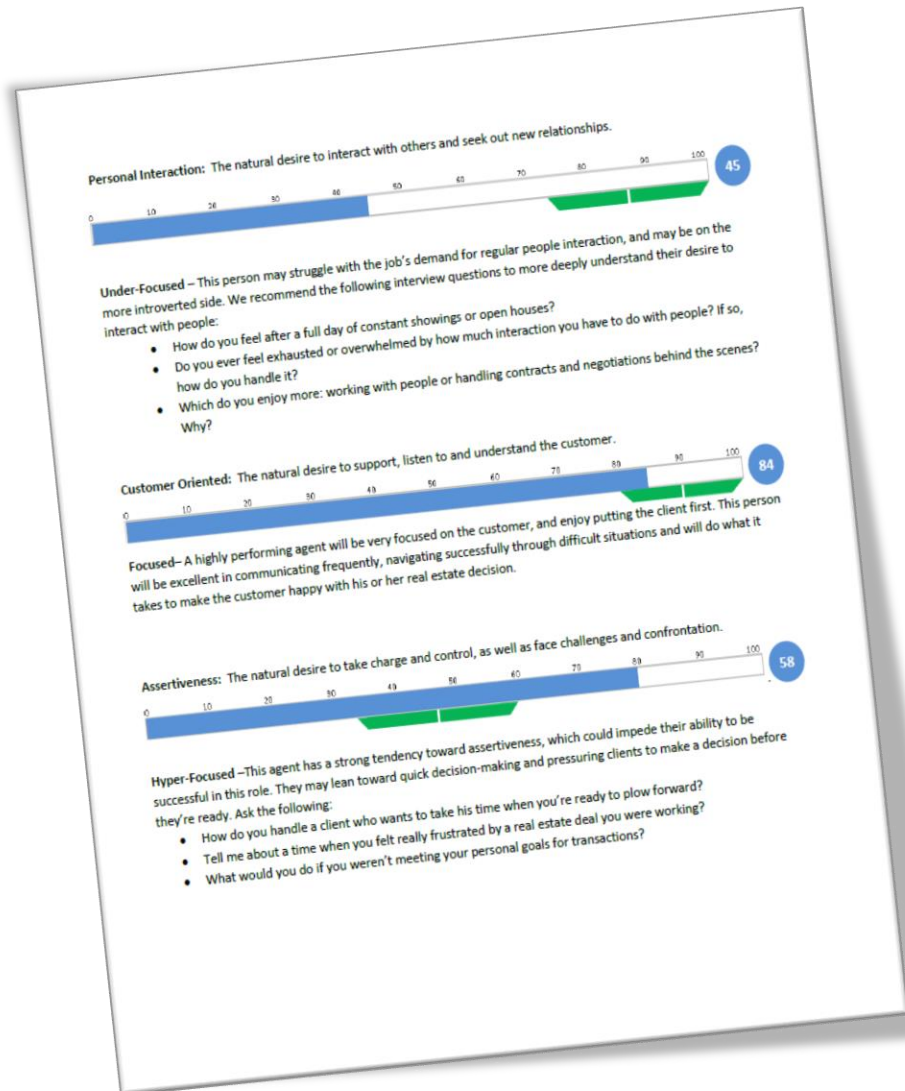 Personal Interaction: The natural desire to interact with others and seek out new relationships.
0 10 20 30 40 50 60 70 80 90 100 45
Under-Focused – This person may struggle with the job's demand for regular people interaction, and may be on the
more introverted side. We recommend the following interview questions to more deeply understand their desire to
interact with people:
• How do you feel after a full day of constant showings or open houses?
• Do you ever feel exhausted or overwhelmed by how much interaction you have to do with people? If so,
how do you handle it?
• Which do you enjoy more: working with people or handling contracts and negotiations behind the scenes?
Why?
Customer Oriented: The natural desire to support, listen to and understand the customer.
0 10 20 30 40 50 60 70 80 90 100 84
Focused– A highly performing agent will be very focused on the customer, and enjoy putting the client first. This person
will be excellent in communicating frequently, navigating successfully through difficult situations and will do what it
takes to make the customer happy with his or her real estate decision.
Assertiveness: The natural desire to take charge and control, as well as face challenges and confrontation.
0 10 20 30 40 50 60 70 80 90 100 58
Hyper-Focused –This agent has a strong tendency toward assertiveness, which could impede their ability to be
successful in this role. They may lean toward quick decision-making and pressuring clients to make a decision before
they're ready. Ask the following:
• How do you handle a client who wants to take his time when you're ready to plow forward?
• Tell me about a time when you felt really frustrated by a real estate deal you were working?
• What would you do if you weren't meeting your personal goals for transactions?